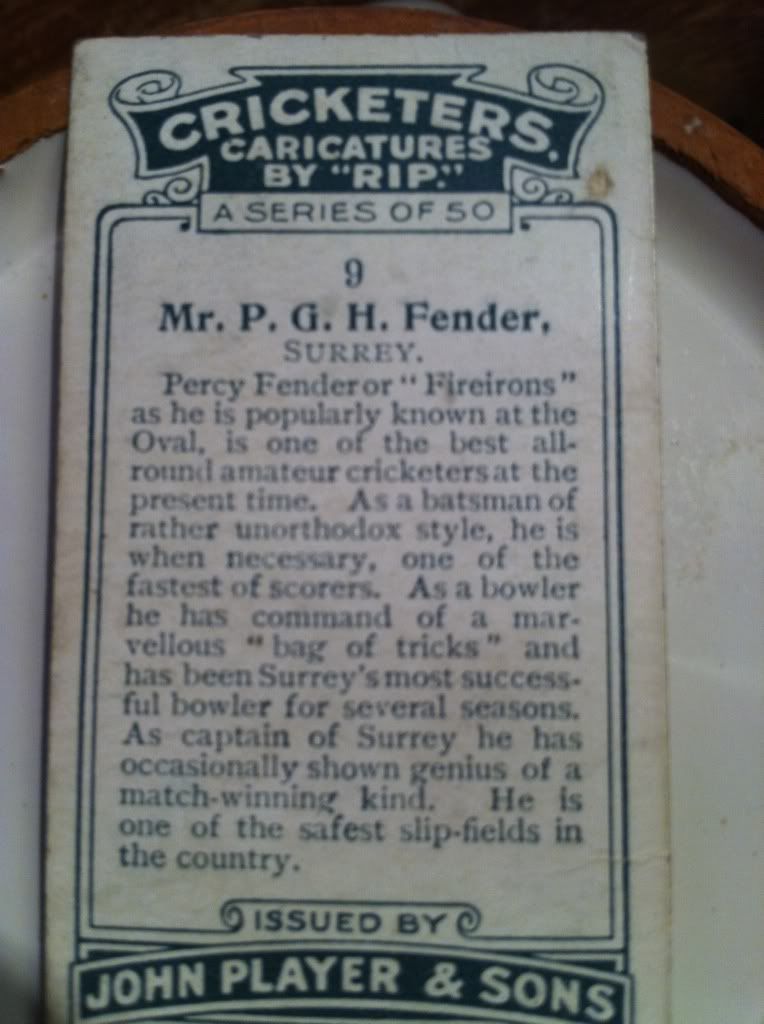 CRICKETERS,
CARICATURES
BY "RIP."
A SERIES OF 50
9
Mr. P. G. H. Fender,
SURREY.
Percy Fender or "Fireirons"
as he is popularly known at the
Oval, is one of the best all-
round amateur cricketers at the
present time. As a batsman of
rather unorthodox style, he is
when necessary, one of the
fastest of scorers. As a bowler
he has command of a mar-
vellous "bag of tricks" and
has been Surrey's most success-
ful bowler for several seasons.
As captain of Surrey he has
occasionally shown genius of a
match-winning kind. He is
one of the safest slip-fields in
the country.
ISSUED BY
JOHN PLAYER & SONS